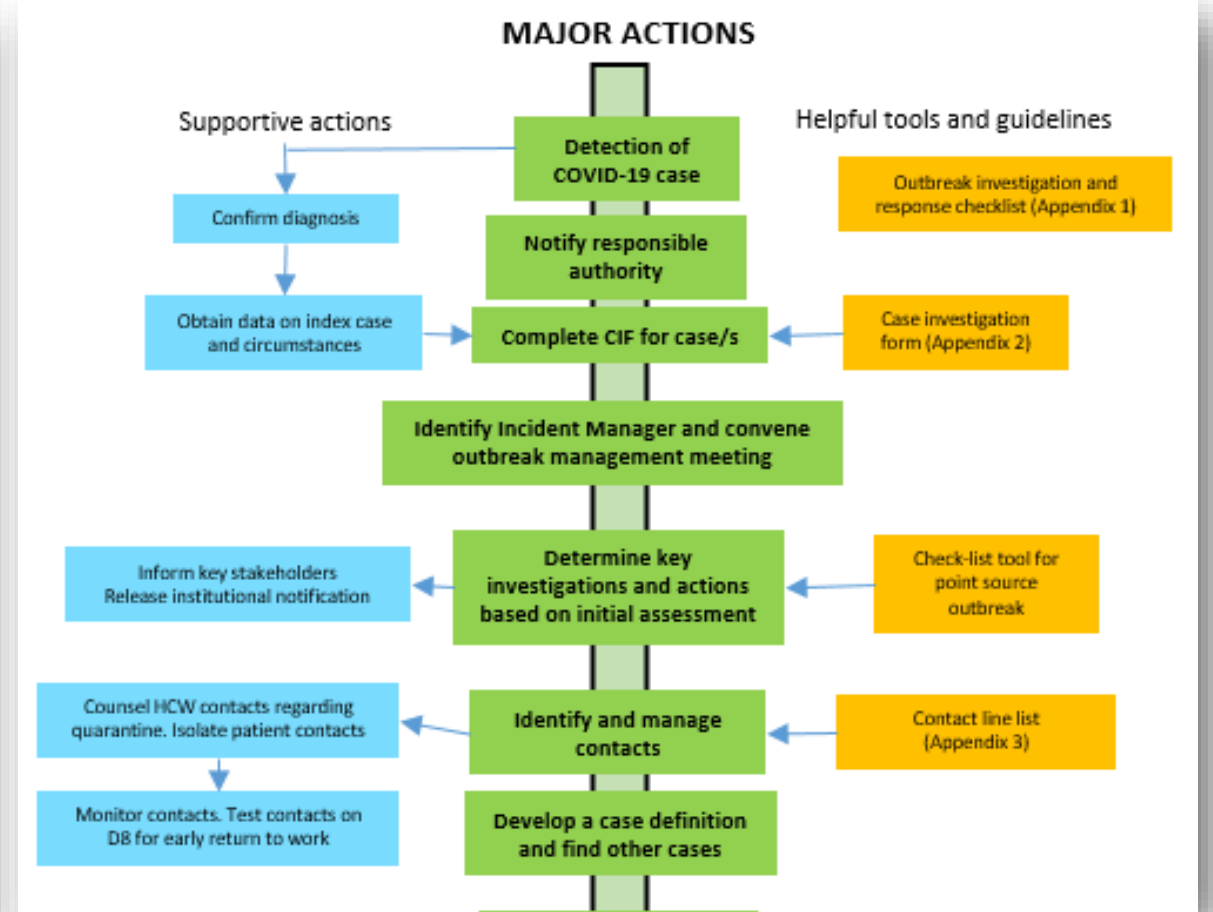 MAJOR ACTIONS
Supportive actions
Helpful tools and guidelines
Detection of
COVID-19 case
Outbreak investigation and
response checklist (Appendix 1)
Confirm diagnosis
Notify responsible
authority
Obtain data on index case
and circumstances
Complete CIF for case/s
Case investigation
form (Appendix 2)
Identify Incident Manager and convene
outbreak management meeting
Inform key stakeholders
Release institutional notification
Determine key
investigations and actions
based on initial assessment
Check-list tool for
point source
outbreak
Counsel HCW contacts regarding
quarantine. Isolate patient contacts
Identify and manage
contacts
Contact line list
(Appendix 3)
Monitor contacts. Test contacts on
D8 for early return to work
Develop a case definition
and find other cases